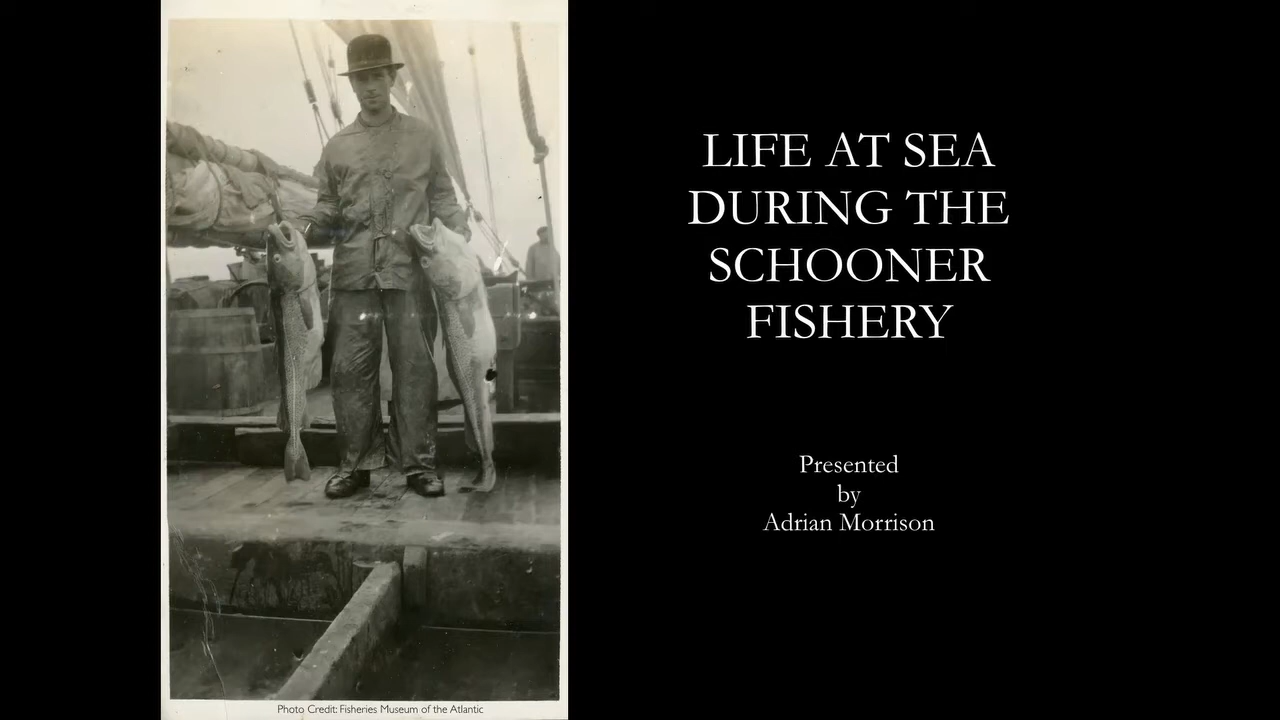 LIFE AT SEA
DURING THE
SCHOONER
FISHERY
Presented
by
Adrian Morrison
Photo Credit: Fisheries Museum of the Atlantic